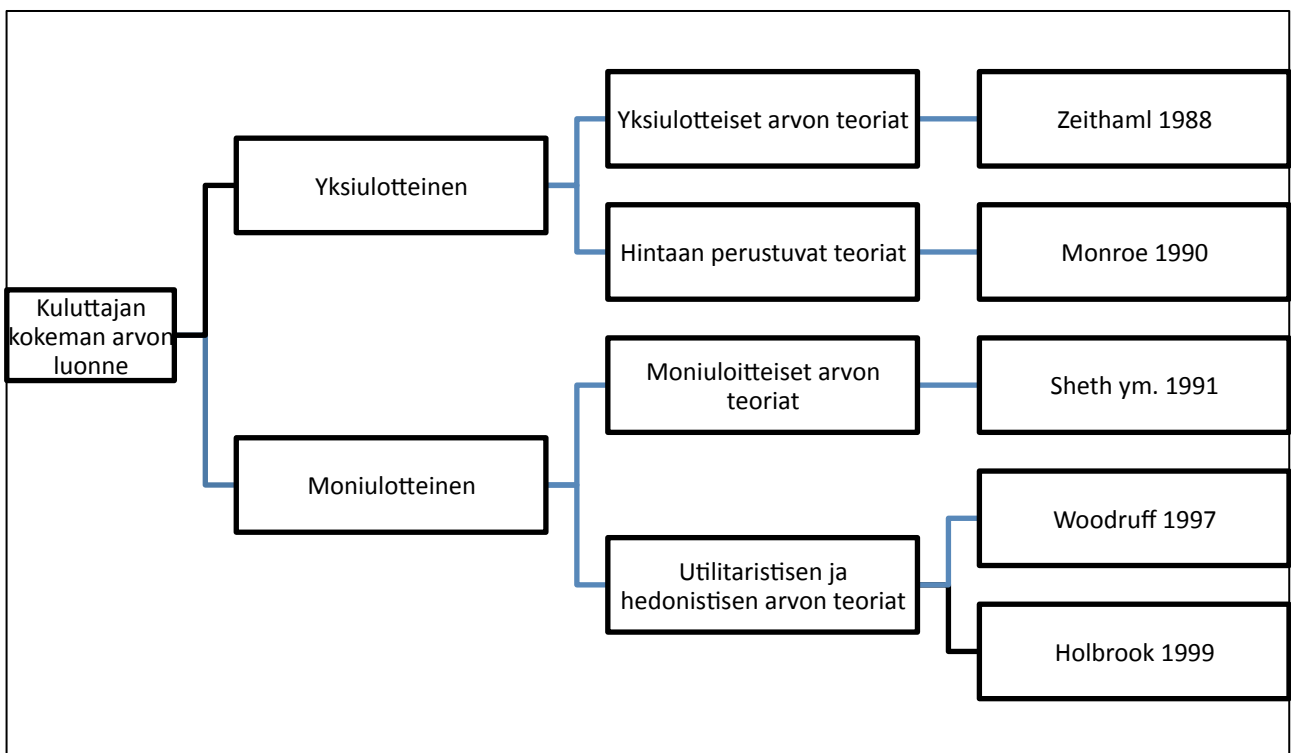 Kuluttajan
kokeman arvon
luonne
Yksiulotteinen
Moniulotteinen
Yksiulotteiset arvon teoriat
Hintaan perustuvat teoriat
Moniuloitteiset arvon
teoriat
Utilitaristisen ja
hedonistisen arvon teoriat
Zeithaml 1988
Monroe 1990
Sheth ym. 1991
Woodruff 1997
Holbrook 1999